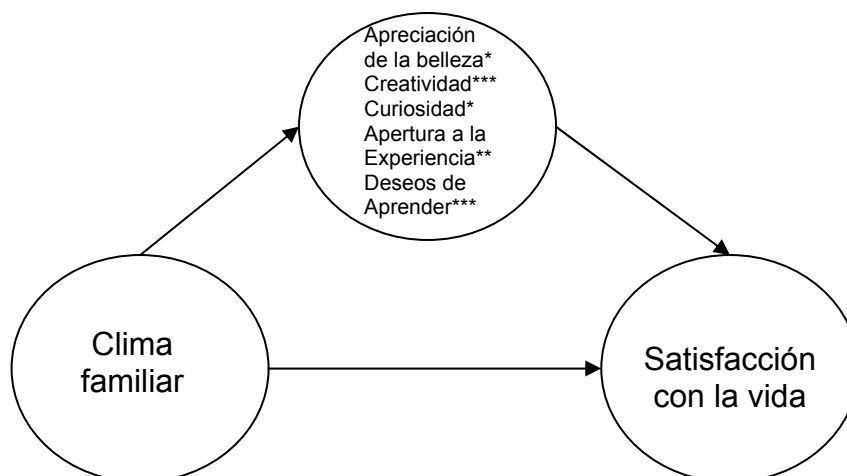 Apreciación
de la belleza*
Creatividad***
Curiosidad*
Apertura a la
Experiencia**
Deseos de
Aprender***
Clima
familiar
Satisfacción
con la vida